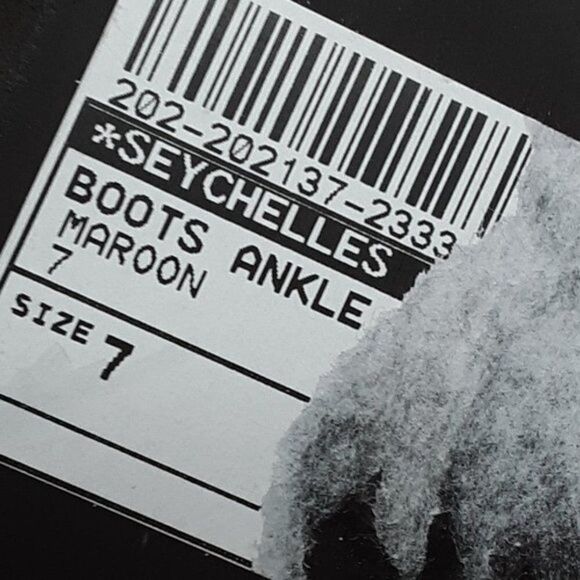 202-202137-2333
*SEYCHELLES
BOOTS ANKLE
MAROON
7
SIZE 7